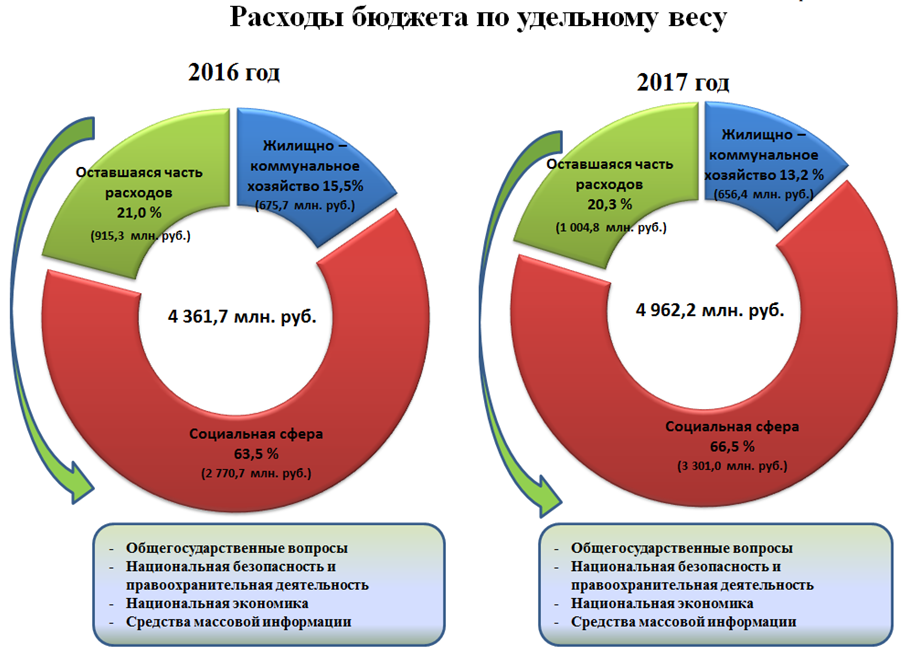 Расходы бюджета по удельному весу
2016 год
Жилищно –
коммунальное
хозяйство 15,5%
(675,7 млн. руб.)
Оставшаяся часть
расходов
21,0 %
(915,3 млн. руб.)
4 361,7 млн. руб.
Социальная сфера
63,5 %
(2 770,7 млн. руб.)
- Общегосударственные вопросы
- Национальная безопасность и
правоохранительная деятельность
- Национальная экономика
- Средства массовой информации
2017 год
Жилищно –
коммунальное
хозяйство 13,2 %
(656,4 млн. руб.)
Оставшаяся часть
расходов
20,3 %
(1 004,8 млн. руб.)
4 962,2 млн. руб.
Социальная сфера
66,5 %
(3 301,0 млн. руб.)
- Общегосударственные вопросы
- Национальная безопасность и
правоохранительная деятельность
- Национальная экономика
- Средства массовой информации